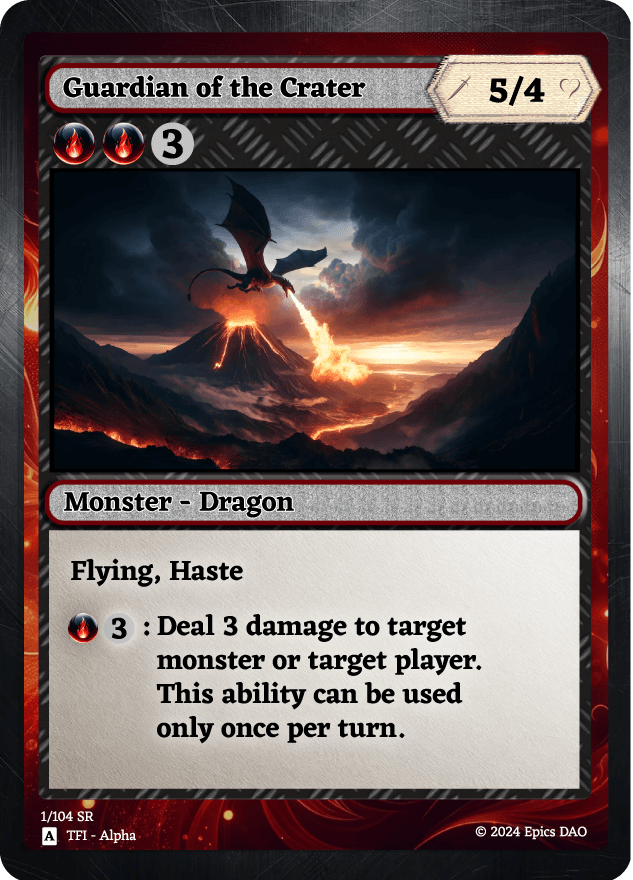 Guardian of the Crater
5/4
3
Monster - Dragon
Flying, Haste
3 : Deal 3 damage to target
monster or target player.
This ability can be used
only once per turn.
1/104 SR
A TFI - Alpha
© 2024 Epics DAO